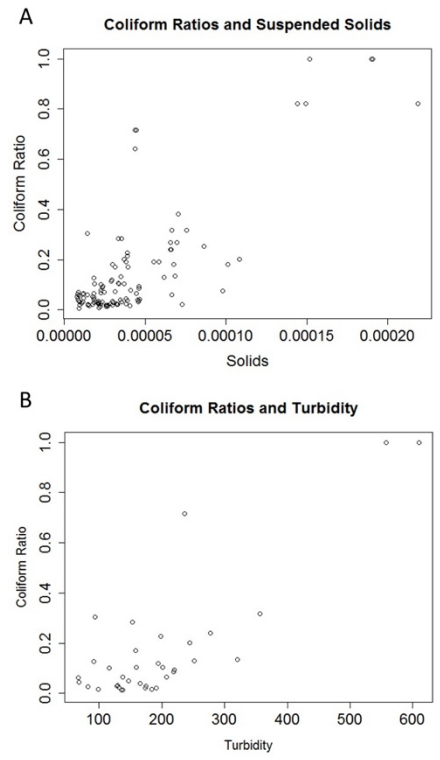 A
Coliform Ratios and Suspended Solids
Coliform Ratio
1.0
0.8
0.6
0.4
0.2
0.0
0.00000 0.00005 0.00010 0.00015 0.00020
Solids
B
Coliform Ratios and Turbidity
Coliform Ratio
1.0
0.8
0.6
0.4
0.2
0.0
100 200 300 400 500 600
Turbidity